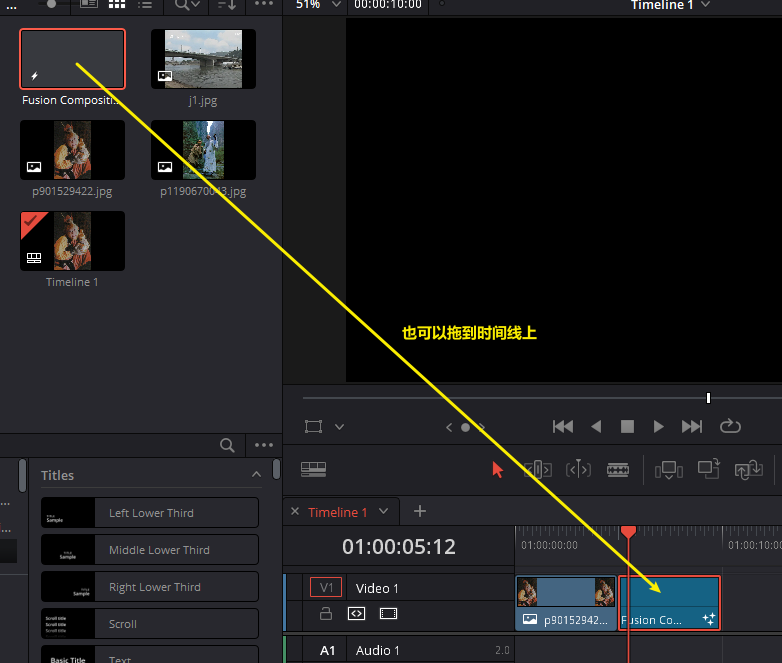 ...
51%
00:00:10:00
Timeline 1
Fusion Compositi...
j1.jpg
p901529422.jpg
p1190670043.jpg
Timeline 1
也可以拖到时间线上
Titles
Sample
Left Lower Third
Sample
Middle Lower Third
Sample
Right Lower Third
Scroll title
Scroll title
Scroll title
Scroll
Basic Title
Text
Timeline 1
01:00:05:12
01:00:00:00
01:00:10:0
V1
Video 1
p90152942...
Fusion Co...
A1
Audio 1
2.0